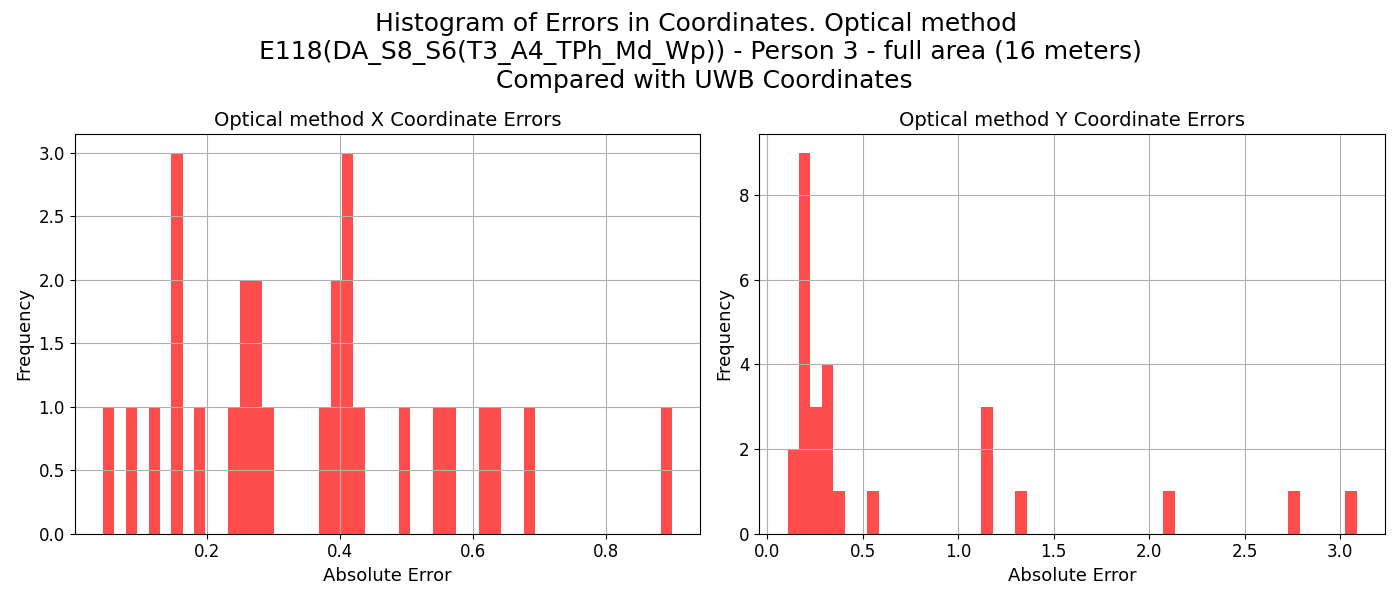 Histogram of Errors in Coordinates. Optical method
E118(DA_S8_S6(T3_A4_TPh_Md_Wp)) - Person 3 - full area (16 meters)
Compared with UWB Coordinates
Optical method X Coordinate Errors
3.0
2.5
2.0
1.5
1.0
0.5
0.0
Frequency
0.2 0.4 0.6 0.8
Absolute Error
Optical method Y Coordinate Errors
8
6
4
2
0
Frequency
0.0 0.5 1.0 1.5 2.0 2.5 3.0
Absolute Error